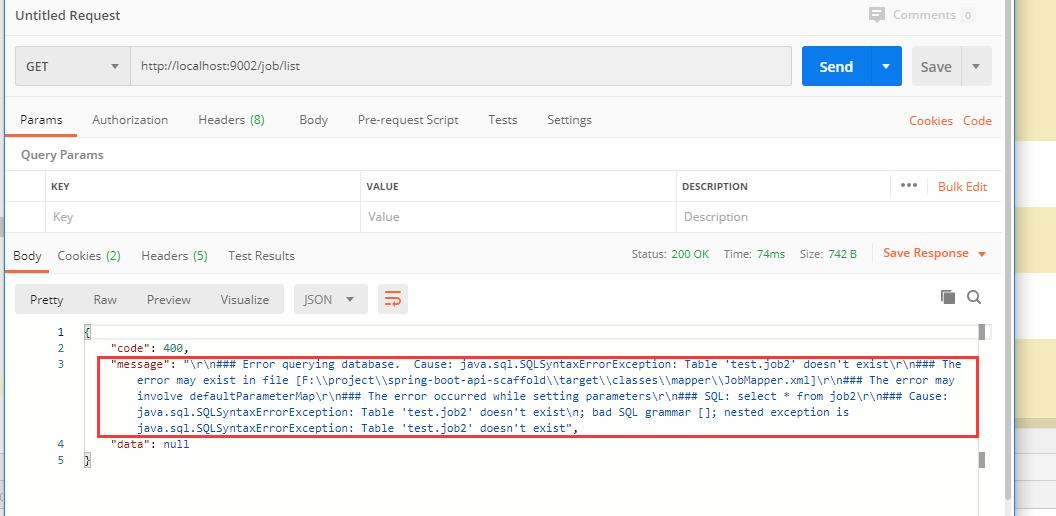 Untitled Request
Comments 0
GET
http://localhost:9002/job/list
Send
Save
Params
Authorization
Headers (8)
Body
Pre-request Script
Tests
Settings
Cookies
Code
Query Params
KEY
VALUE
DESCRIPTION
•••
Bulk Edit
Key
Value
Description
Body
Cookies (2)
Headers (5)
Test Results
Status: 200 OK
Time: 74ms
Size: 742 B
Save Response
Pretty
Raw
Preview
Visualize
JSON
1 {
2 "code": 400,
3 "message": "\r\n### Error querying database.  Cause: java.sql.SQLSyntaxErrorException: Table 'test.job2' doesn't exist\r\n### The
error may exist in file [F:\\project\\spring-boot-api-scaffold\\target\\classes\\mapper\\JobMapper.xml]\r\n### The error may
involve defaultParameterMap\r\n### The error occurred while setting parameters\r\n### SQL: select * from job2\r\n### Cause:
java.sql.SQLSyntaxErrorException: Table 'test.job2' doesn't exist\n; bad SQL grammar []; nested exception is
java.sql.SQLSyntaxErrorException: Table 'test.job2' doesn't exist",
4 "data": null
5 }